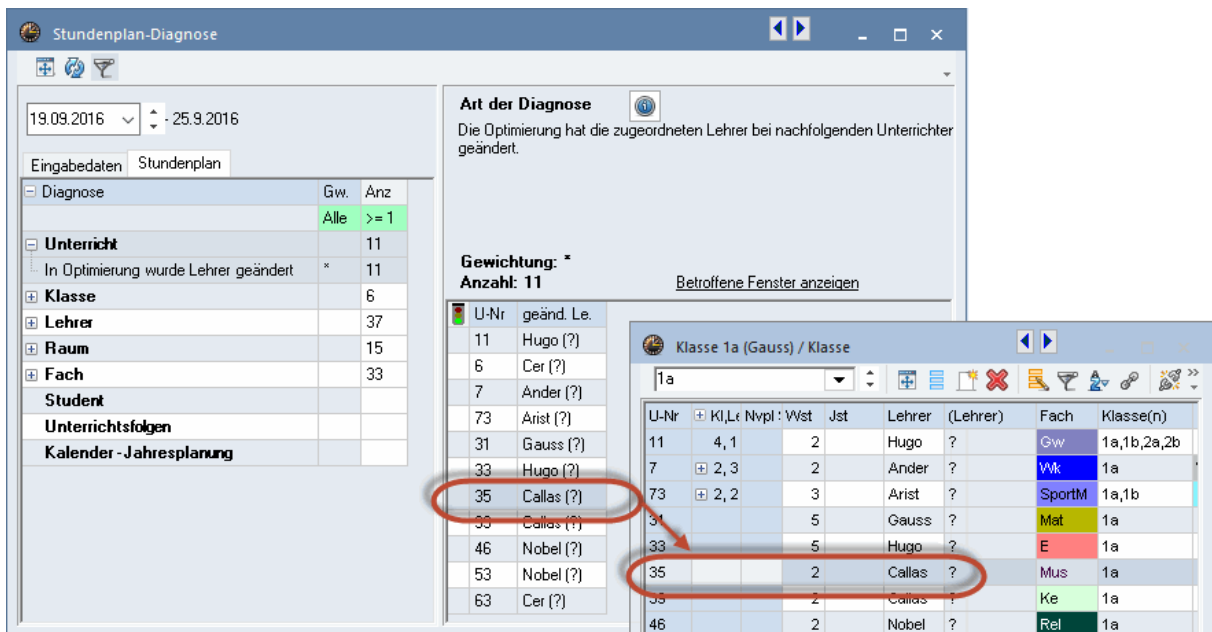 Stundenplan-Diagnose
19.09.2016 - 25.9.2016
Eingabedaten Stundenplan
Diagnose Gw. Anz
Alle >= 1
Unterricht 11
In Optimierung wurde Lehrer geändert * 11
Klasse 6
Lehrer 37
Raum 15
Fach 33
Student
Unterrichtsfolgen
Kalender - Jahresplanung
Art der Diagnose
Die Optimierung hat die zugeordneten Lehrer bei nachfolgenden Unterrichter
geändert.
Gewichtung: *
Anzahl: 11
Betroffene Fenster anzeigen
U-Nr geänd. Le.
11 Hugo (?)
6 Cer (?)
7 Ander (?)
73 Arist (?)
31 Gauss (?)
33 Hugo (?)
35 Callas (?)
Callas (?)
46 Nobel (?)
53 Nobel (?)
63 Cer (?)
Klasse 1a (Gauss) / Klasse
1a
U-Nr Kl,Le Nvpl Wst Jst Lehrer (Lehrer) Fach Klasse(n)
11 4, 1 2 Hugo ? Gw 1a,1b,2a,2b
7 2, 3 2 Ander ? Wk 1a
73 2, 2 3 Arist ? SportM 1a,1b
31 5 Gauss ? Mat 1a
33 5 Hugo ? E 1a
35 2 Callas ? Mus 1a
39 2 Callas ? Ke 1a
46 2 Nobel ? Rel 1a